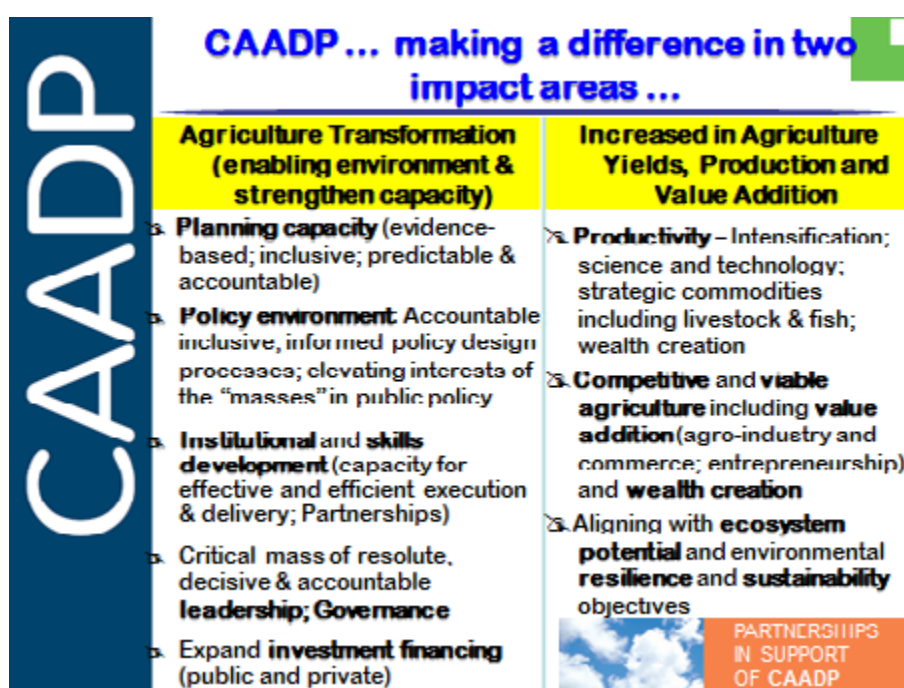 CAADP
CAADP ... making a difference in two
impact areas ...
Agriculture Transformation
(enabling environment &
strengthen capacity)
Planning capacity (evidence-
based; inclusive; predictable &
accountable)
Policy environment: Accountable
inclusive, informed policy design
processes; elevating interests of
the "masses" in public policy
Institutional and skills
development (capacity for
effective and efficient execution
& delivery; Partnerships)
Critical mass of resolute,
decisive & accountable
leadership; Governance
Expand investment financing
(public and private)
Increased in Agriculture
Yields, Production and
Value Addition
Productivity – Intensification;
science and technology;
strategic commodities
including livestock & fish;
wealth creation
Competitive and viable
agriculture including value
addition (agro-industry and
commerce; entrepreneurship)
and wealth creation
Aligning with ecosystem
potential and environmental
resilience and sustainability
objectives
PARTNERSHIPS
IN SUPPORT
OF CAADP